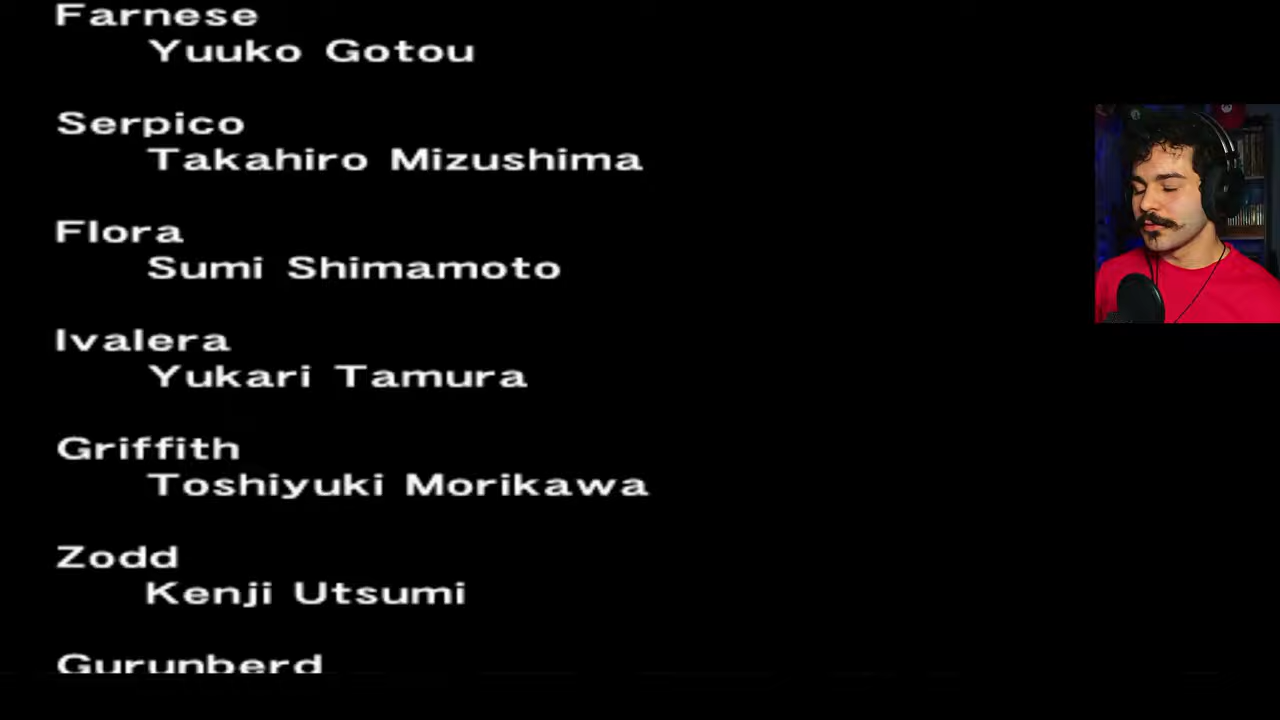 Farnese
Yuuko Gotou
Serpico
Takahiro Mizushima
Flora
Sumi Shimamoto
Ivalera
Yukari Tamura
Griffith
Toshiyuki Morikawa
Zodd
Kenji Utsumi
Gurunberd